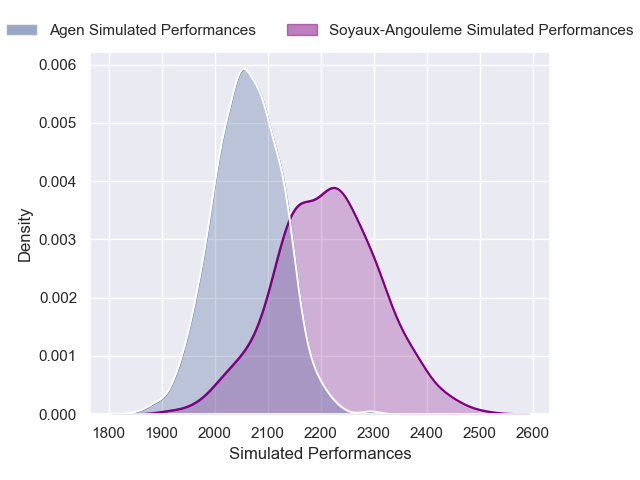 Agen Simulated Performances
Soyaux-Angouleme Simulated Performances
0.006
0.005
0.004
0.003
0.002
0.001
0.000
Density
1800 1900 2000 2100 2200 2300 2400 2500 2600
Simulated Performances